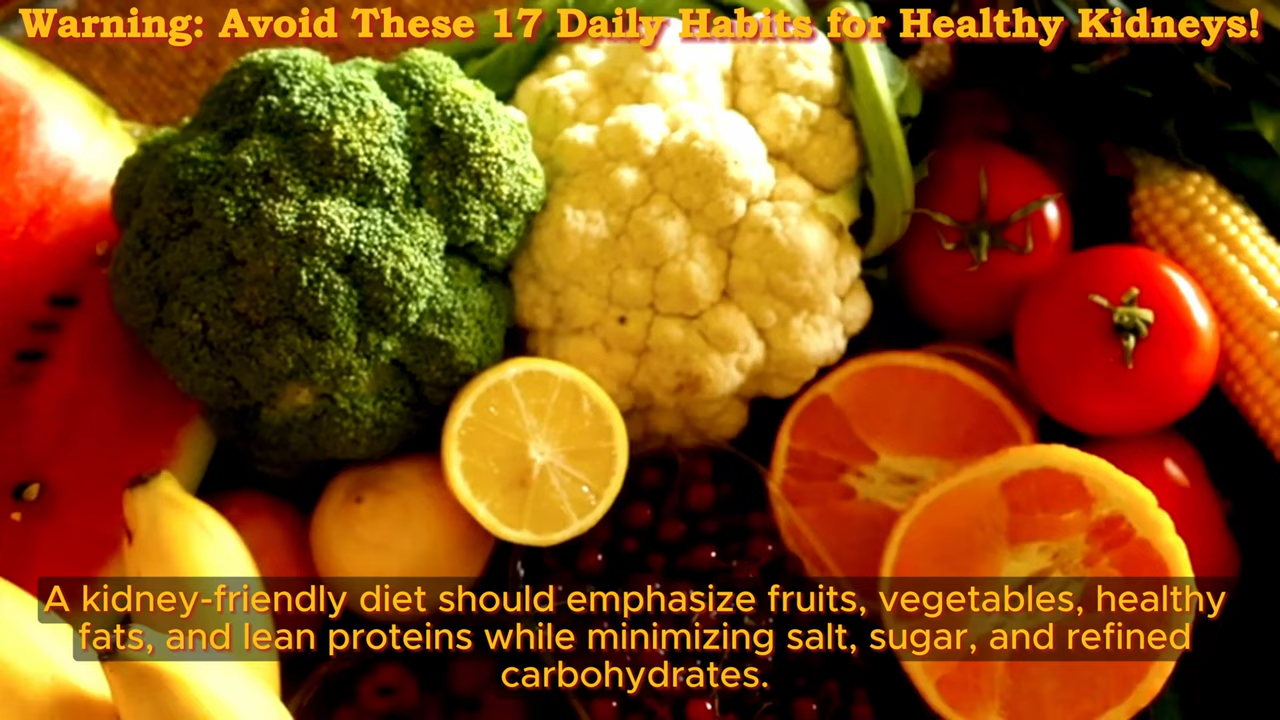 Warning: Avoid These 17 Daily Habits for Healthy Kidneys!
A kidney-friendly diet should emphasize fruits, vegetables, healthy
fats, and lean proteins while minimizing salt, sugar, and refined
carbohydrates.